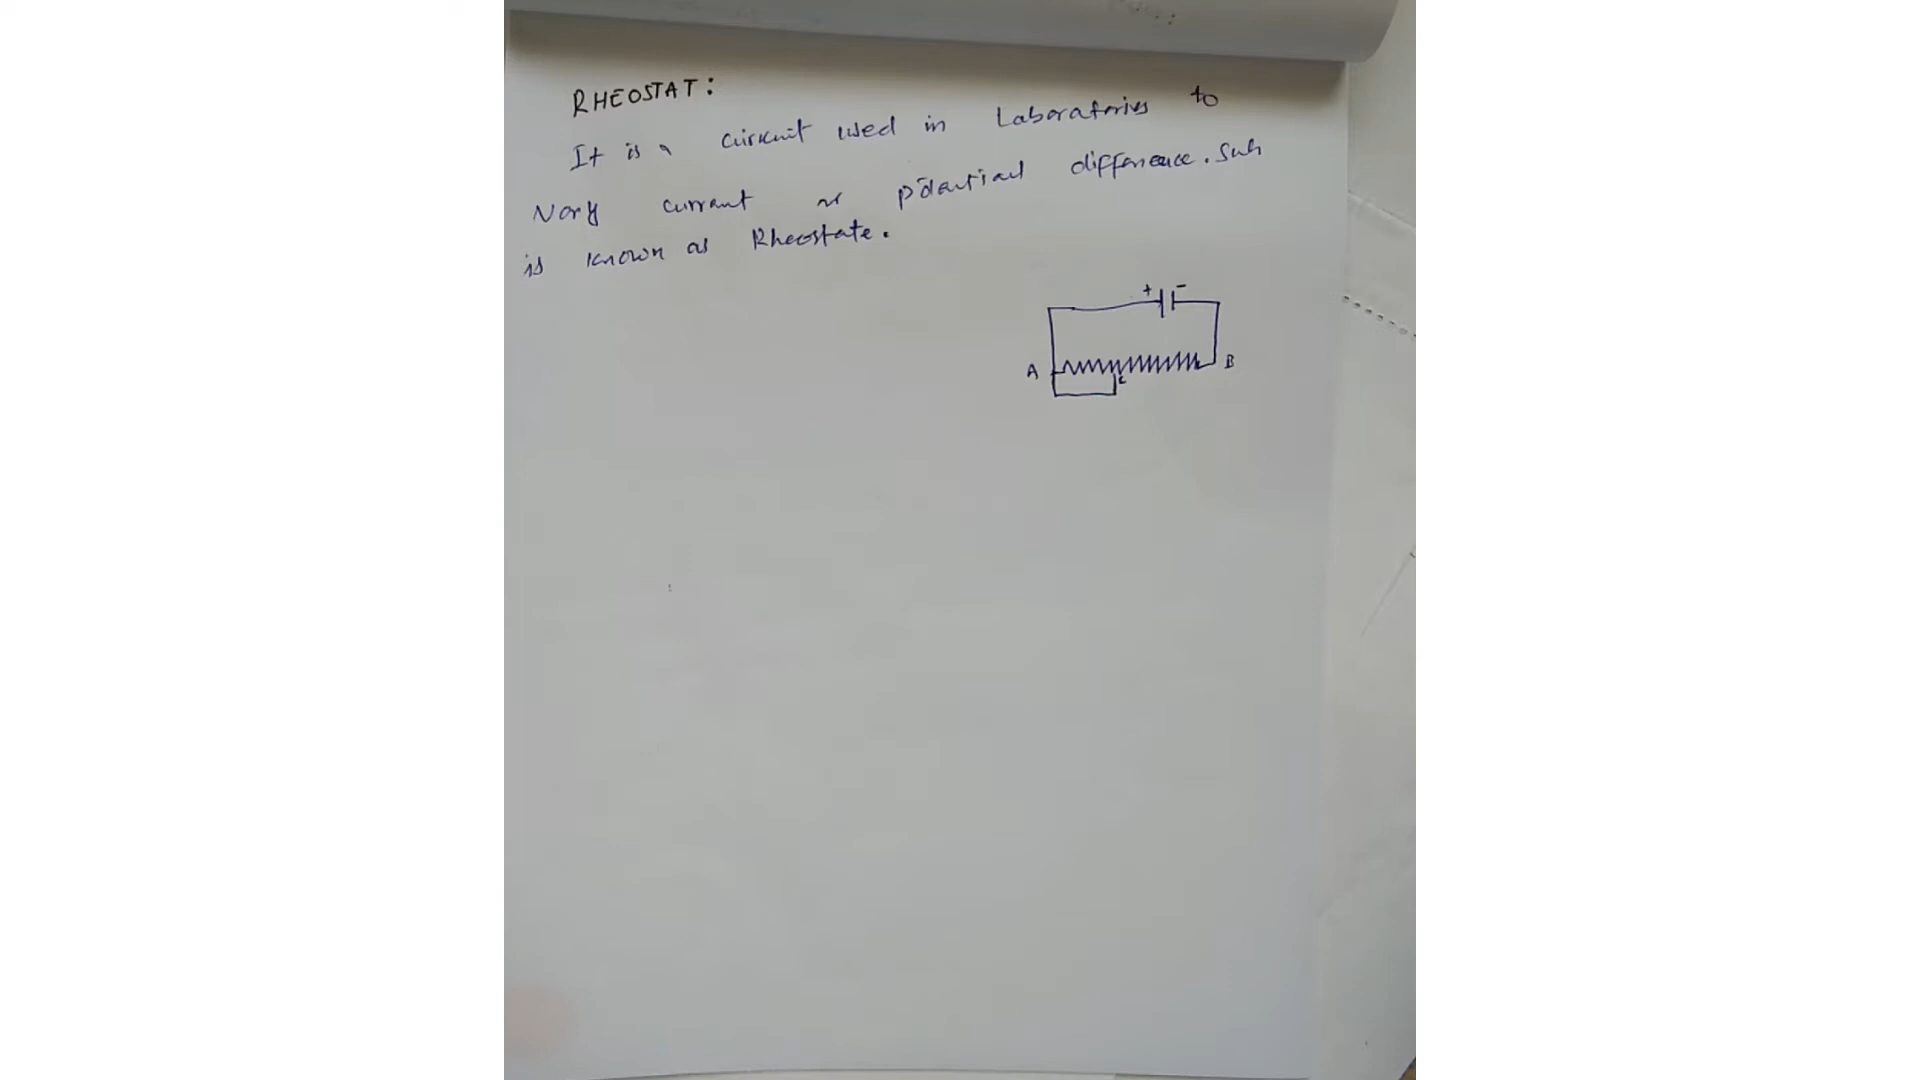 RHEOSTAT:
It is a circuit used in Laboratories to
Vary current or potential difference. Such
is known as Rheostate.
+ -
A B
C